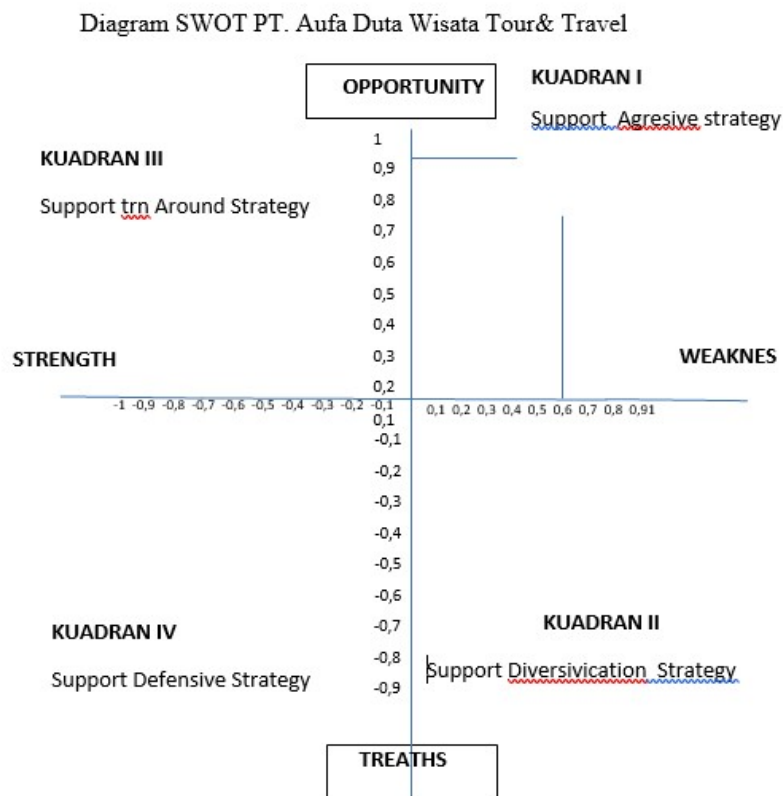 Diagram SWOT PT. Aufa Duta Wisata Tour& Travel
OPPORTUNITY
KUADRAN I
Support Agresive strategy
KUADRAN III
Support trn Around Strategy
1
0,9
0,8
0,7
0,6
0,5
0,4
0,3
0,2
STRENGTH
WEAKNES
-1 -0,9 -0,8 -0,7 -0,6 -0,5 -0,4 -0,3 -0,2 -0,1
0,1 0,2 0,3 0,4 0,5 0,6 0,7 0,8 0,91
0,1
-0,1
-0,2
-0,3
-0,4
-0,5
-0,6
-0,7
-0,8
-0,9
KUADRAN IV
Support Defensive Strategy
KUADRAN II
Support Diversivication Strategy
TREATHS